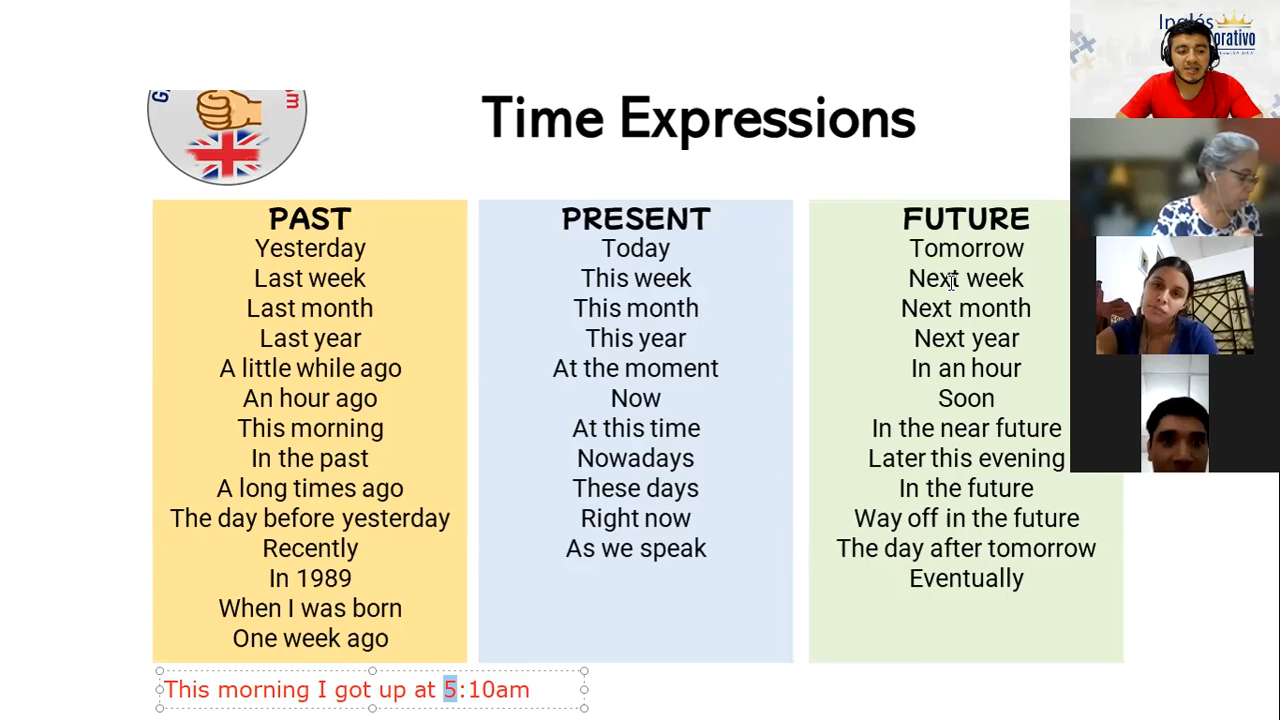 Inglés
orativo
Time Expressions
PAST
Yesterday
Last week
Last month
Last year
A little while ago
An hour ago
This morning
In the past
A long times ago
The day before yesterday
Recently
In 1989
When I was born
One week ago
PRESENT
Today
This week
This month
This year
At the moment
Now
At this time
Nowadays
These days
Right now
As we speak
FUTURE
Tomorrow
Next week
Next month
Next year
In an hour
Soon
In the near future
Later this evening
In the future
Way off in the future
The day after tomorrow
Eventually
This morning I got up at 5:10am